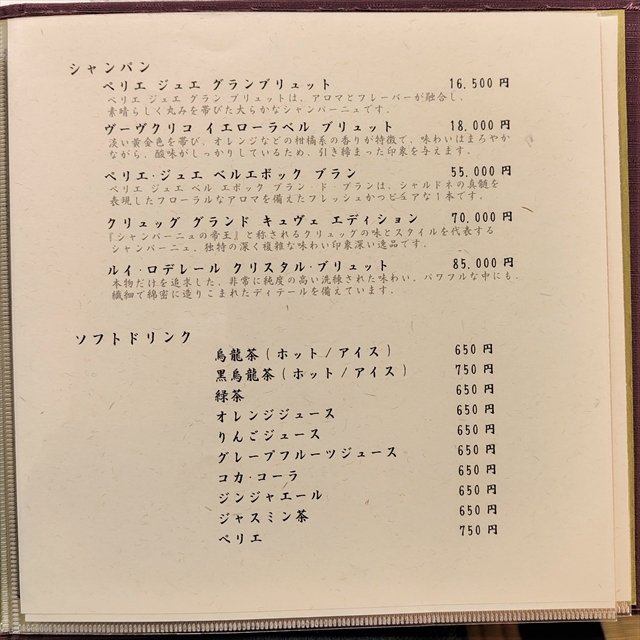 シャンパン
ペリエ ジュエ グランブリュット 16,500円
ペリエ ジュエ グラン ブリュットは、アロマとフレーバーが融合し、
素晴らしく丸みを帯びた大らかなシャンパーニュです。
ヴーヴクリコ イエローラベル ブリュット 18,000円
淡い黄金色を帯び、オレンジなどの柑橘系の香りが特徴で、味わいはまろやか
ながら、酸味がしっかりしているため、引き締まった印象を与えます。
ペリエ・ジュエ ベルエポック ブラン 55,000円
ペリエ ジュエ ベル エポック ブラン ド ブランは、シャルドネの真髄を
表現したフローラルなアロマを備えたフレッシュかつピュアな1本です。
クリュッグ グランド キュヴェ エディション 70,000円
『シャンパーニュの帝王』と称されるクリュッグの味とスタイルを代表する
シャンパーニュ、独特の深く複雑な味わい印象深い逸品です。
ルイ・ロデレール クリスタル・ブリュット 85,000円
本物だけを追求した、非常に純度の高い洗練された味わい、パワフルな中にも、
繊細で綿密に造りこまれたディテールを備えています。
ソフトドリンク
烏龍茶(ホット/アイス) 650円
黒烏龍茶(ホット/アイス) 750円
緑茶 650円
オレンジジュース 650円
りんごジュース 650円
グレープフルーツジュース 650円
コカ・コーラ 650円
ジンジャエール 650円
ジャスミン茶 650円
ペリエ 750円